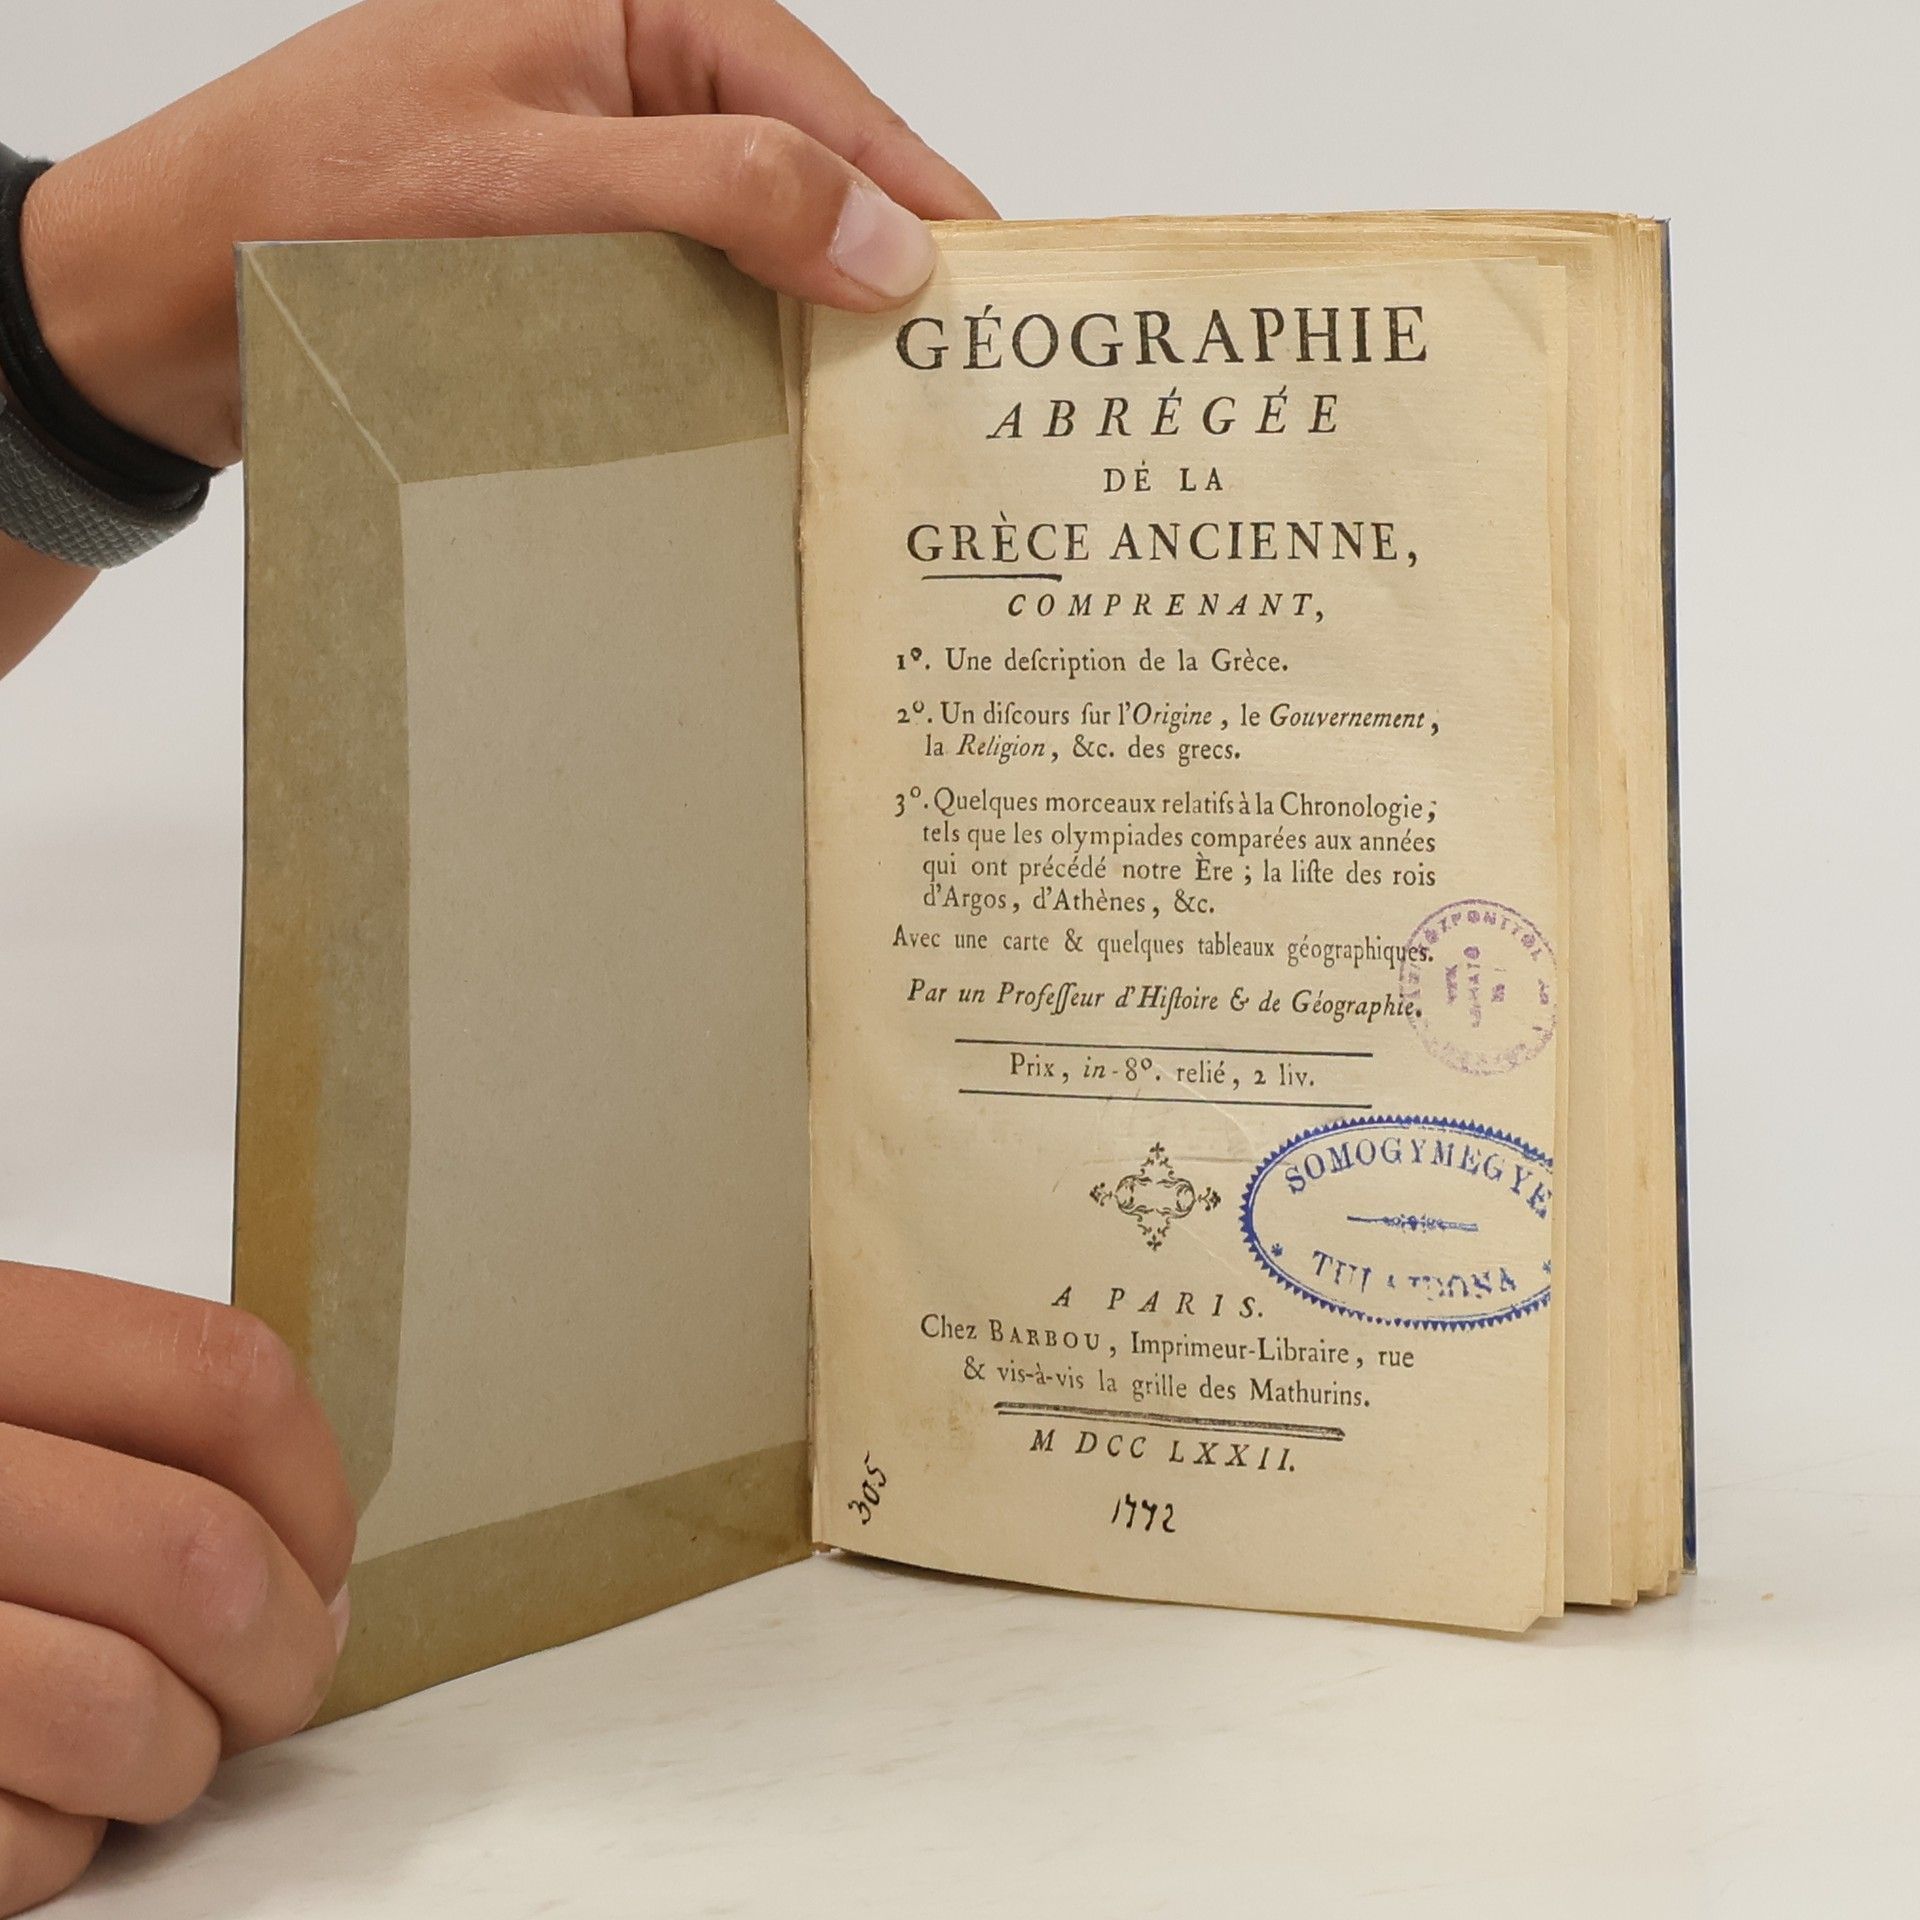 GÉOGRAPHIE
ABRÉGÉE
DE LA
GRÈCE ANCIENNE,
COMPRENANT,
1º. Une deſcription de la Grèce.
2º. Un diſcours ſur l'Origine, le Gouvernement,
la Religion, &c. des grecs.
3º. Quelques morceaux relatifs à la Chronologie;
tels que les olympiades comparées aux années
qui ont précédé notre Ère; la liſte des rois
d'Argos, d'Athènes, &c.
Avec une carte & quelques tableaux géographiques.
Par un Profeſſeur d'Hiſtoire & de Géographie.
Prix, in-8º. relié, 2 liv.
SOMOGYMEGYE
A PARIS.
Chez BARBOU, Imprimeur-Libraire, rue
& vis-à-vis la grille des Mathurins.
M DCC LXXII.
305
1772